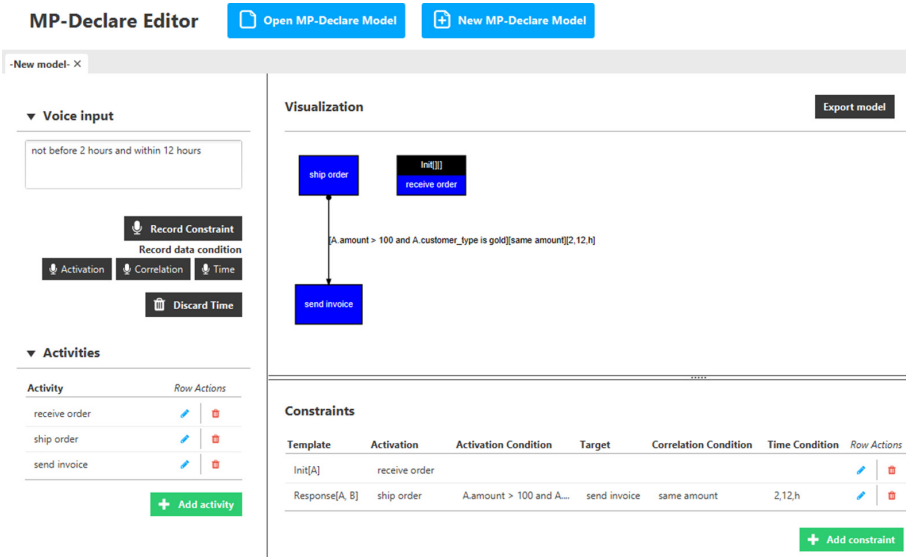 MP-Declare Editor
Open MP-Declare Model
New MP-Declare Model
-New model- ×
Voice input
not before 2 hours and within 12 hours
Record Constraint
Record data condition
Activation
Correlation
Time
Discard Time
Activities
Activity Row Actions
receive order
ship order
send invoice
Add activity
Visualization
Export model
ship order
Init[][]
receive order
[A.amount > 100 and A.customer_type is gold][same amount][2,12,h]
send invoice
Constraints
Template Activation Activation Condition Target Correlation Condition Time Condition Row Actions
Init[A] receive order
Response[A, B] ship order A.amount > 100 and A.... send invoice same amount 2,12,h
Add constraint